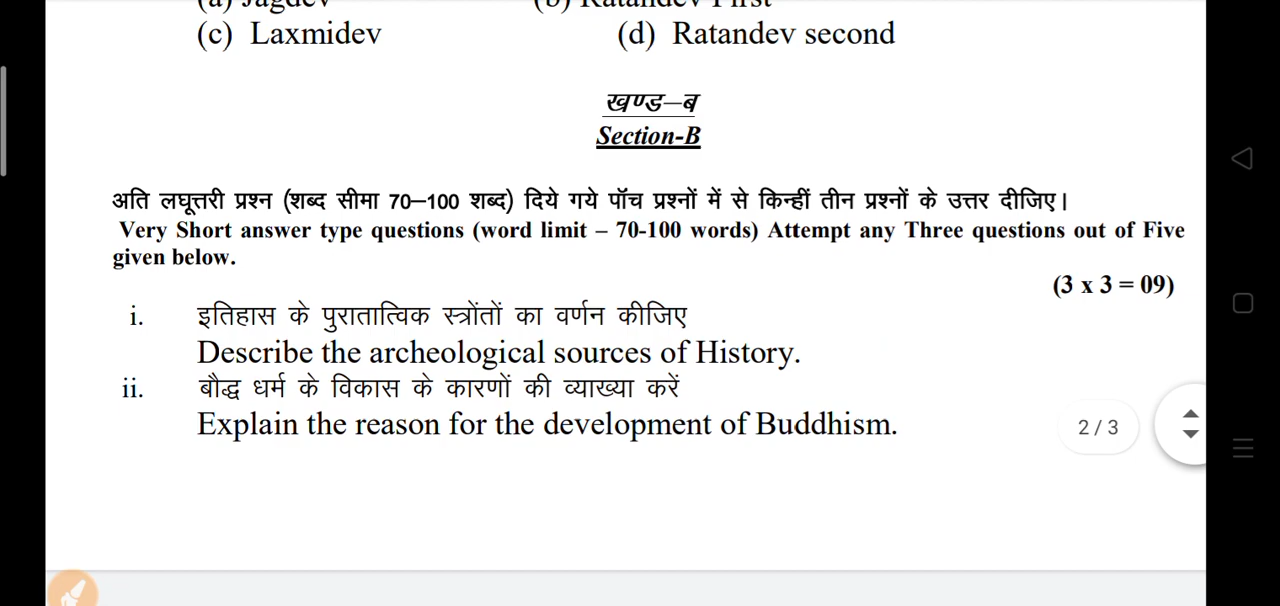 (a) Jagdev (b) Ratandev First
(c) Laxmidev (d) Ratandev second
खण्ड–ब
Section-B
अति लघूत्तरी प्रश्न (शब्द सीमा 70–100 शब्द) दिये गये पॉच प्रश्नों में से किन्हीं तीन प्रश्नों के उत्तर दीजिए।
Very Short answer type questions (word limit – 70-100 words) Attempt any Three questions out of Five
given below.
(3 x 3 = 09)
i. इतिहास के पुरातात्विक स्त्रोंतों का वर्णन कीजिए
Describe the archeological sources of History.
ii. बौद्ध धर्म के विकास के कारणों की व्याख्या करें
Explain the reason for the development of Buddhism.
2 / 3